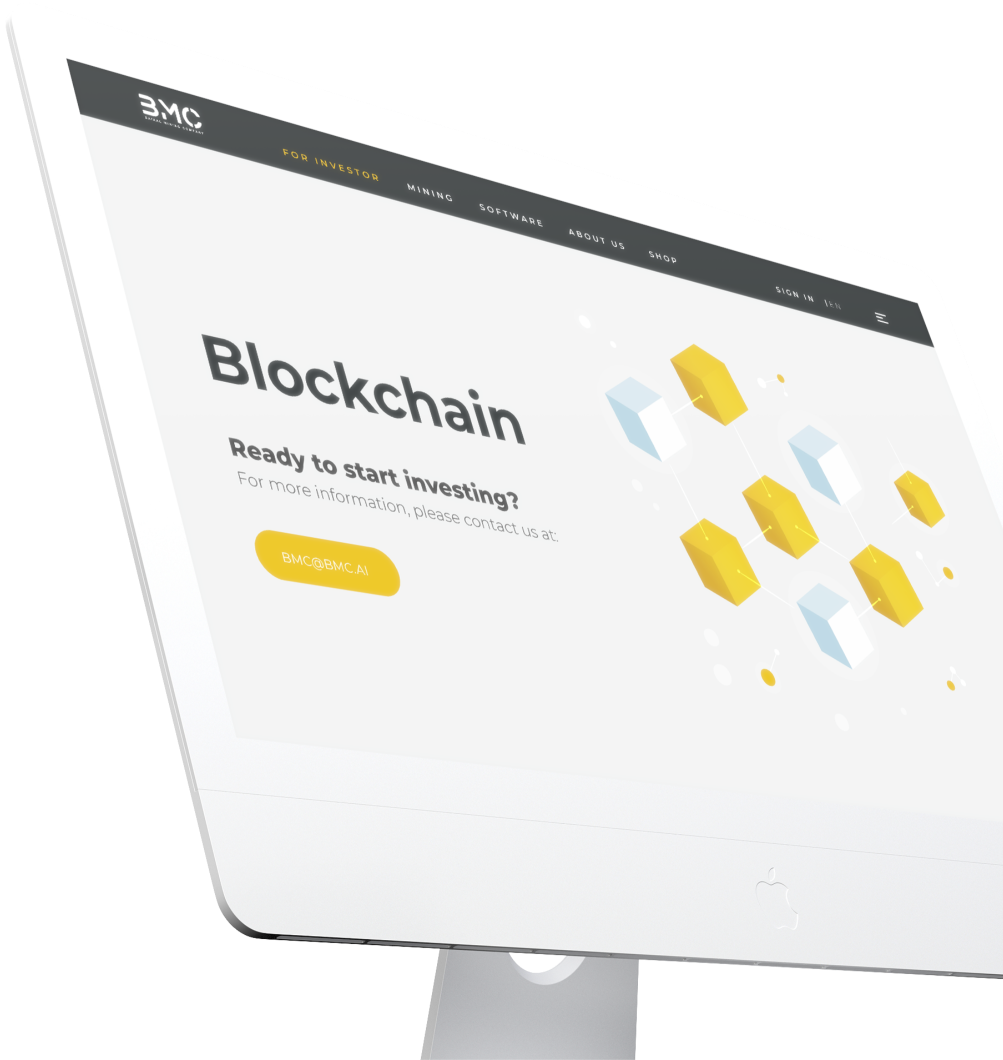 BMC
FOR INVESTOR
MINING
SOFTWARE
ABOUT US
SHOP
SIGN IN
|EN
Blockchain
Ready to start investing?
For more information, please contact us at:
BMC@BMC.AI